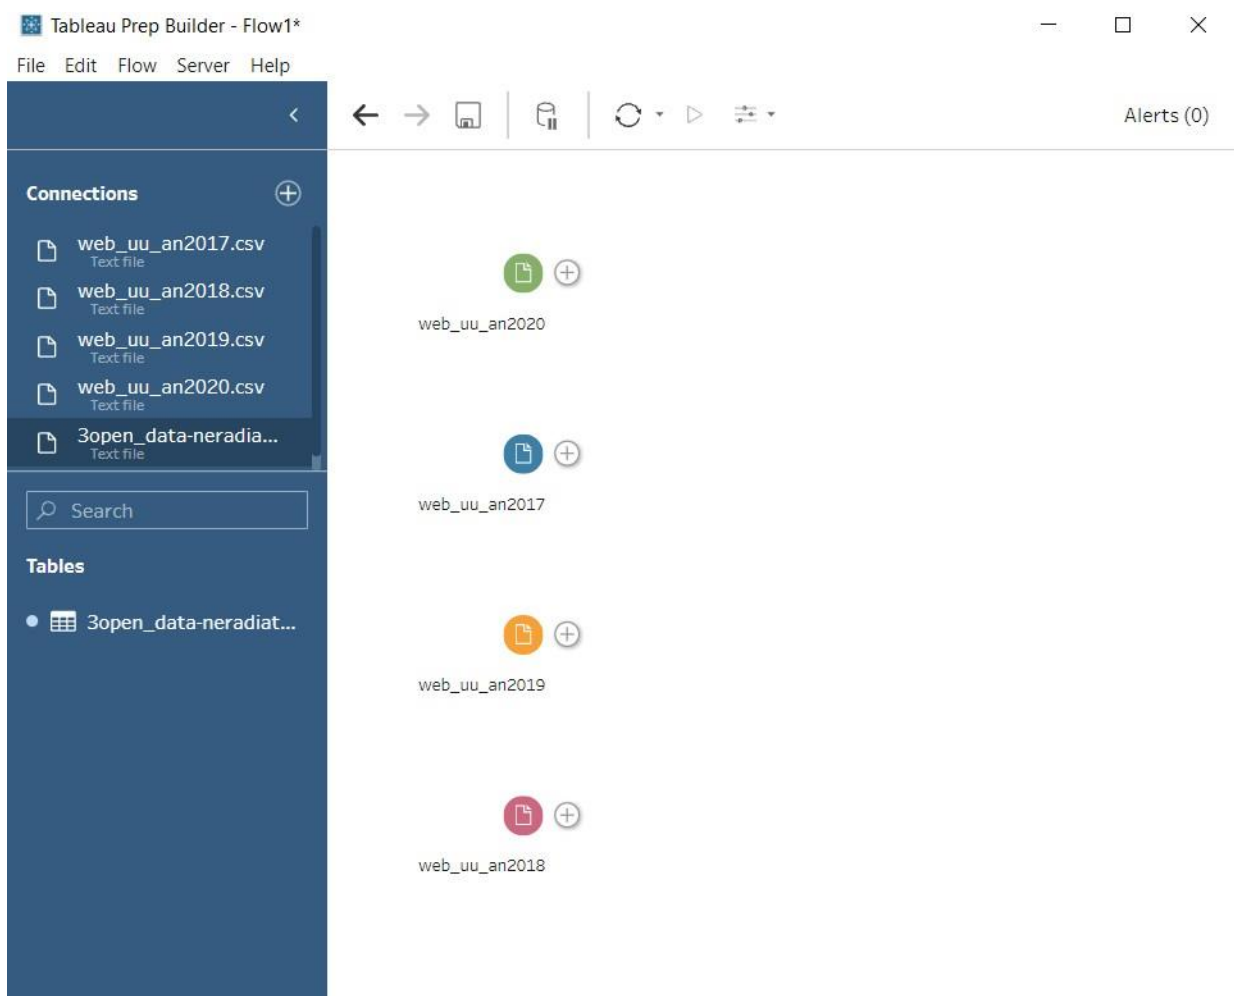 Tableau Prep Builder - Flow1*
File Edit Flow Server Help
Alerts (0)
Connections
web_uu_an2017.csv
Text file
web_uu_an2018.csv
Text file
web_uu_an2019.csv
Text file
web_uu_an2020.csv
Text file
3open_data-neradia...
Text file
Search
Tables
3open_data-neradiat...
web_uu_an2020
web_uu_an2017
web_uu_an2019
web_uu_an2018